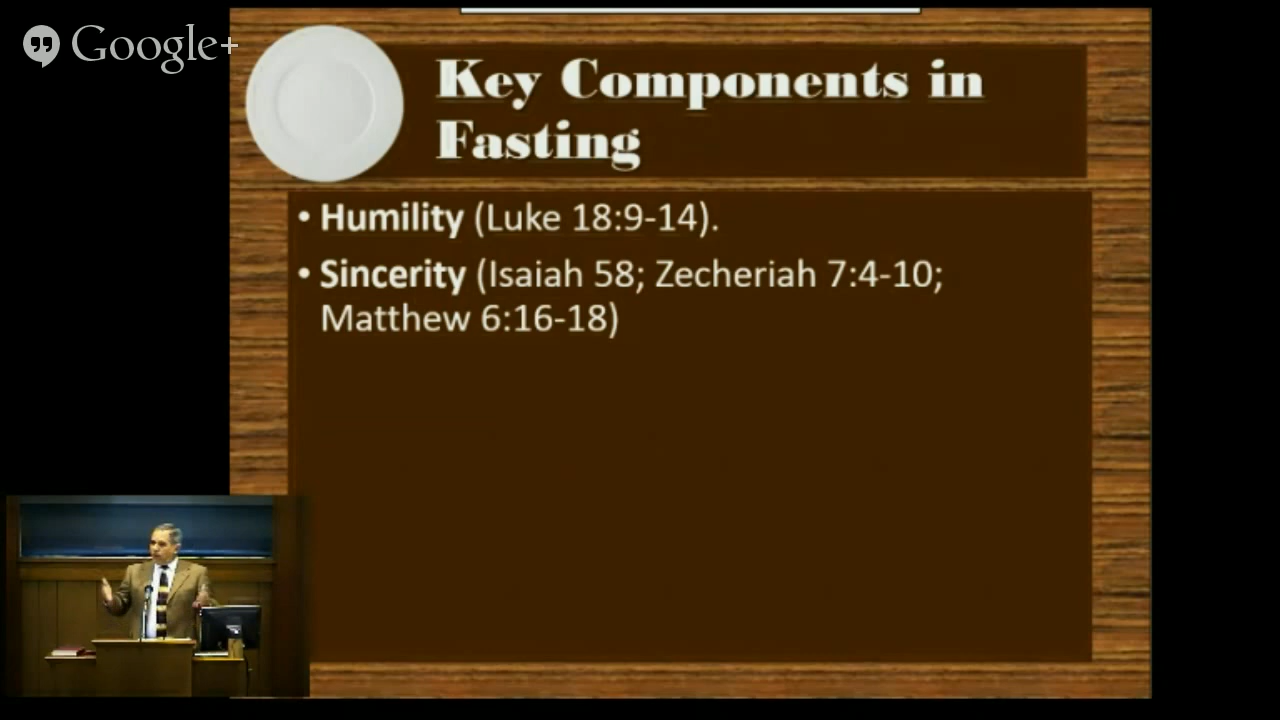 Google+
Key Components in
Fasting
• Humility (Luke 18:9-14).
• Sincerity (Isaiah 58; Zecheriah 7:4-10;
Matthew 6:16-18)